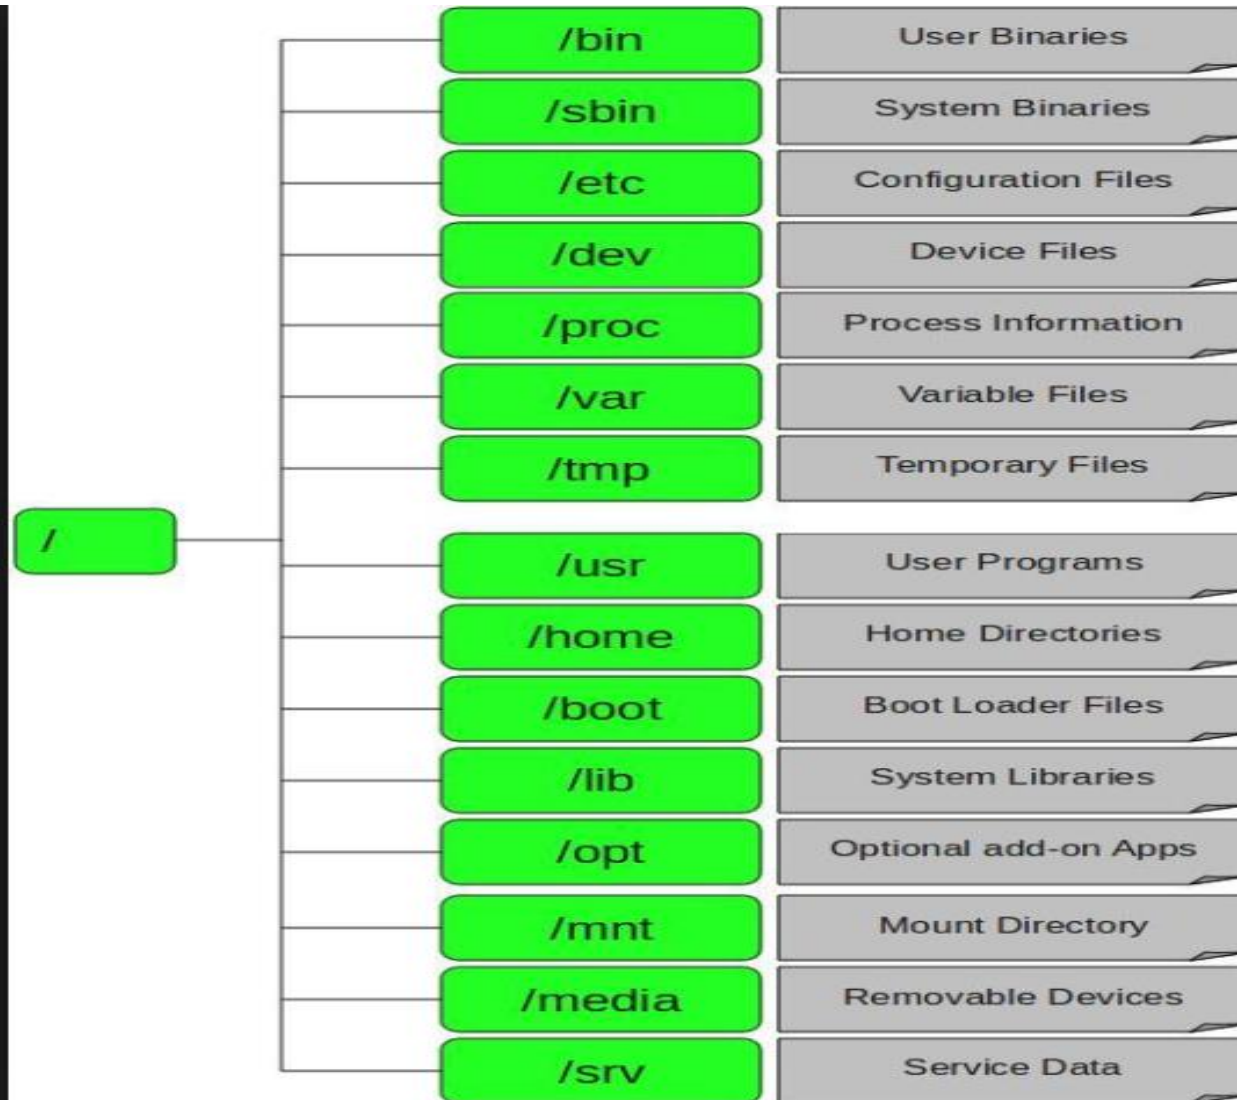 /bin User Binaries
/sbin System Binaries
/etc Configuration Files
/dev Device Files
/proc Process Information
/var Variable Files
/tmp Temporary Files
/
/usr User Programs
/home Home Directories
/boot Boot Loader Files
/lib System Libraries
/opt Optional add-on Apps
/mnt Mount Directory
/media Removable Devices
/srv Service Data